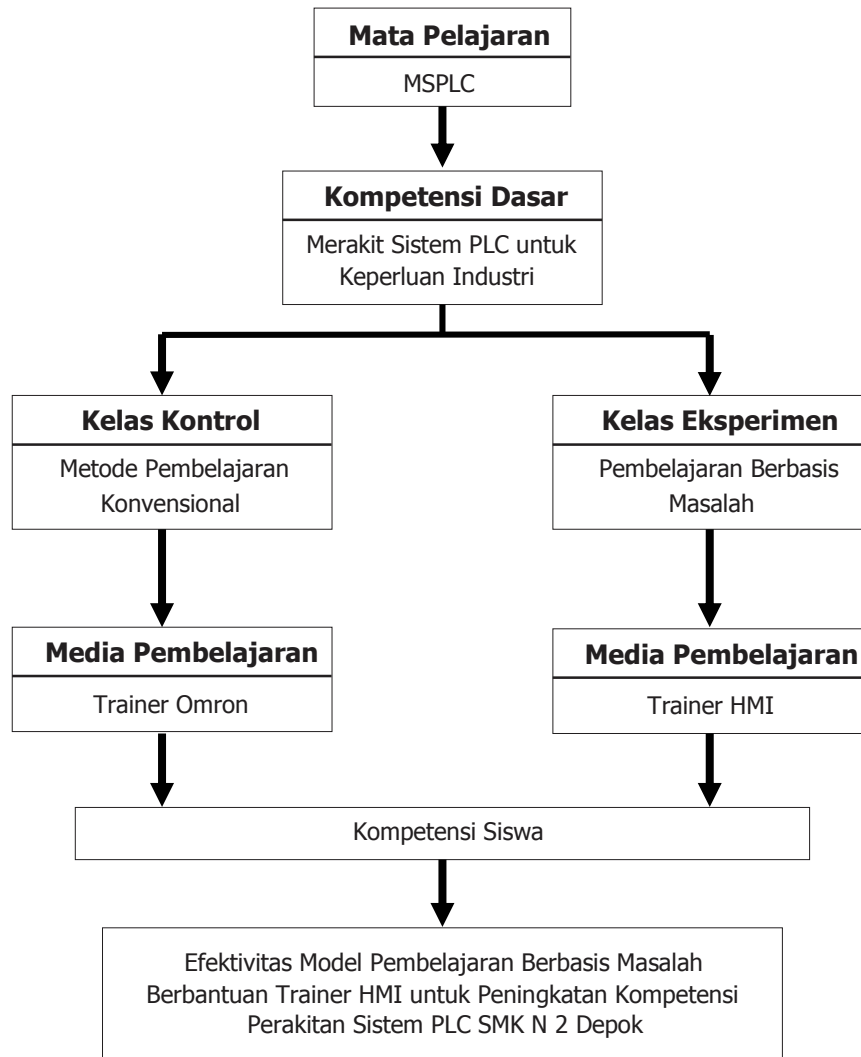 Mata Pelajaran
MSPLC
Kompetensi Dasar
Merakit Sistem PLC untuk
Keperluan Industri
Kelas Kontrol
Metode Pembelajaran
Konvensional
Kelas Eksperimen
Pembelajaran Berbasis
Masalah
Media Pembelajaran
Trainer Omron
Media Pembelajaran
Trainer HMI
Kompetensi Siswa
Efektivitas Model Pembelajaran Berbasis Masalah
Berbantuan Trainer HMI untuk Peningkatan Kompetensi
Perakitan Sistem PLC SMK N 2 Depok